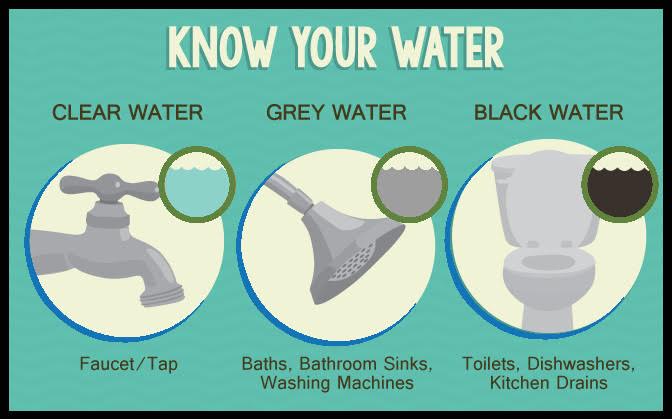 KNOW YOUR WATER
CLEAR WATER
GREY WATER
BLACK WATER
Faucet/Tap
Baths, Bathroom Sinks,
Washing Machines
Toilets, Dishwashers,
Kitchen Drains